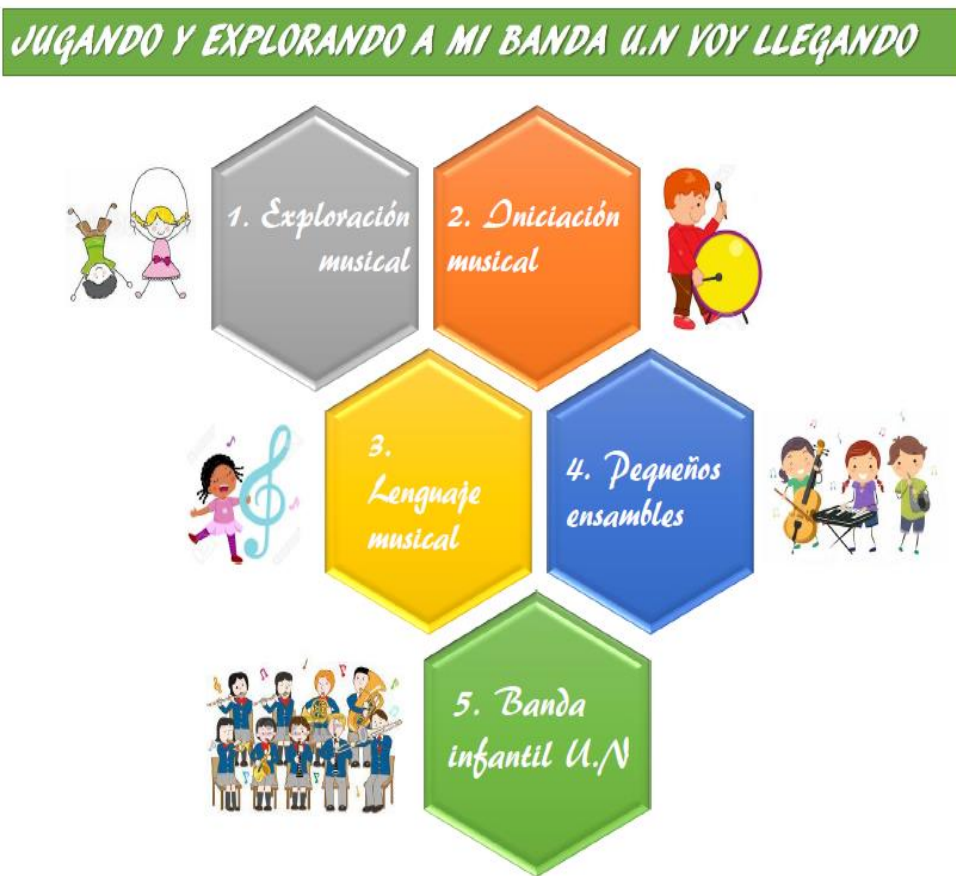 JUGANDO Y EXPLORANDO A MI BANDA U.N VOY LLEGANDO
1. Exploración
musical
2. Iniciación
musical
3.
Lenguaje
musical
4. Pequeños
ensambles
5. Banda
infantil U.N